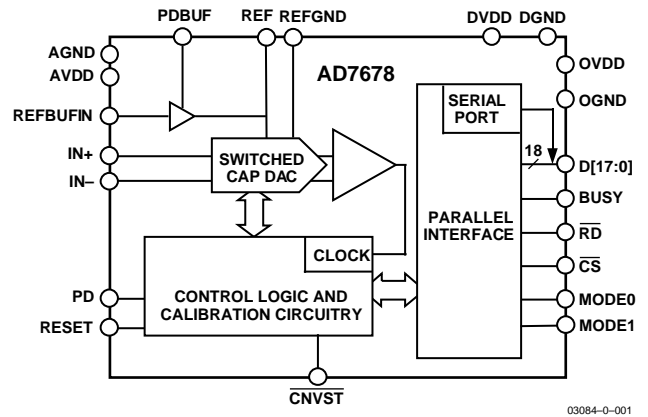 PDBUF
REF
REFGND
DVDD
DGND
AGND
AVDD
AD7678
OVDD
REFBUFIN
SERIAL
PORT
OGND
IN+
IN–
SWITCHED
CAP DAC
18
D[17:0]
BUSY
PARALLEL
INTERFACE
RD
CLOCK
CS
PD
CONTROL LOGIC AND
CALIBRATION CIRCUITRY
MODE0
RESET
MODE1
CNVST
03084–0–001